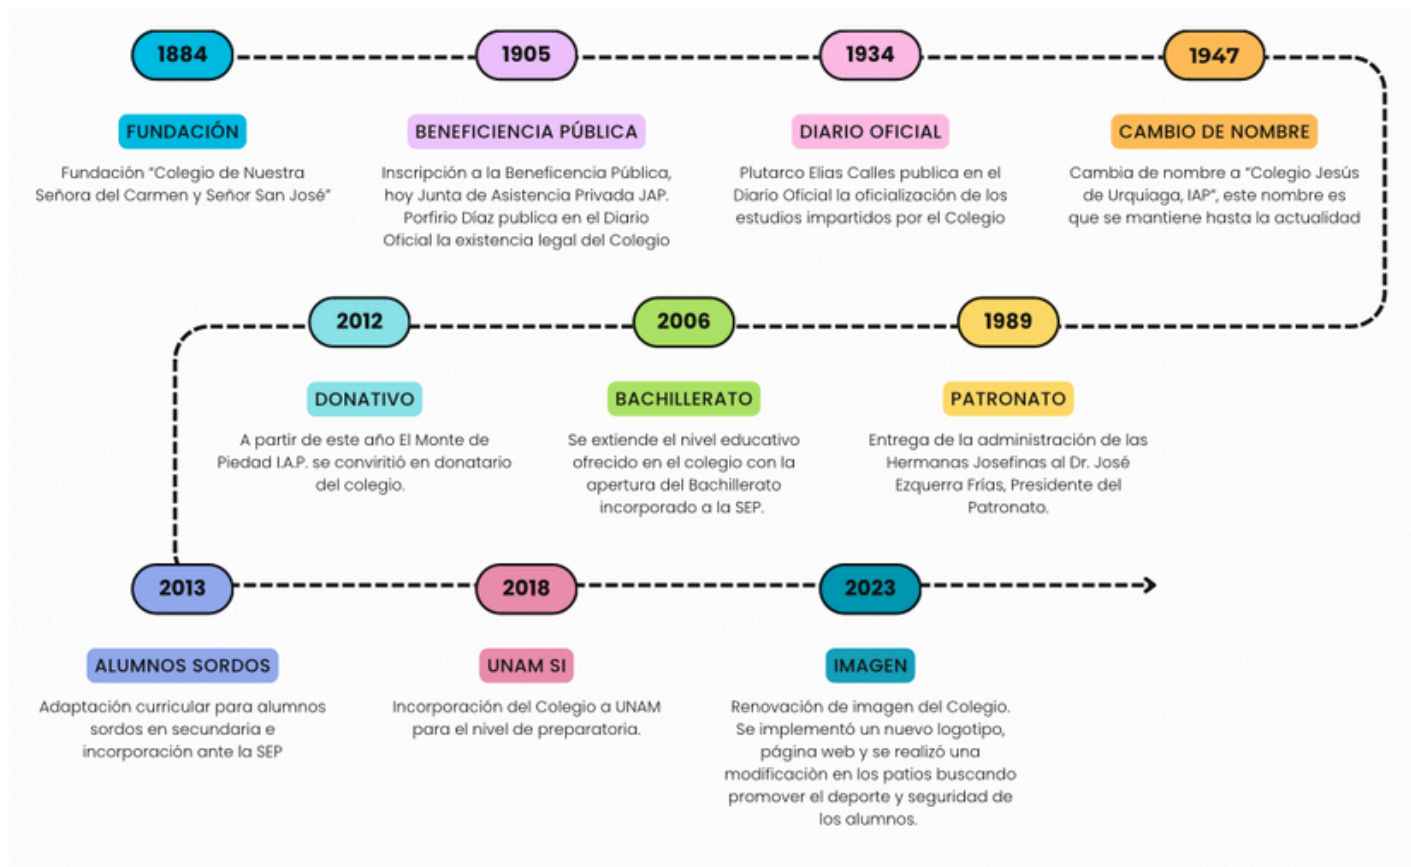 1884
FUNDACIÓN
Fundación “Colegio de Nuestra
Señora del Carmen y Señor San José”
1905
BENEFICIENCIA PÚBLICA
Inscripción a la Beneficencia Pública,
hoy Junta de Asistencia Privada JAP.
Porfirio Díaz publica en el Diario
Oficial la existencia legal del Colegio
1934
DIARIO OFICIAL
Plutarco Elias Calles publica en el
Diario Oficial la oficialización de los
estudios impartidos por el Colegio
1947
CAMBIO DE NOMBRE
Cambia de nombre a “Colegio Jesús
de Urquiaga, IAP”, este nombre es
que se mantiene hasta la actualidad
1989
PATRONATO
Entrega de la administración de las
Hermanas Josefinas al Dr. José
Ezquerra Frías, Presidente del
Patronato.
2006
BACHILLERATO
Se extiende el nivel educativo
ofrecido en el colegio con la
apertura del Bachillerato
incorporado a la SEP.
2012
DONATIVO
A partir de este año El Monte de
Piedad I.A.P. se conviritió en donatario
del colegio.
2013
ALUMNOS SORDOS
Adaptación curricular para alumnos
sordos en secundaria e
incorporación ante la SEP
2018
UNAM SI
Incorporación del Colegio a UNAM
para el nivel de preparatoria.
2023
IMAGEN
Renovación de imagen del Colegio.
Se implementó un nuevo logotipo,
página web y se realizó una
modificaciòn en los patios buscando
promover el deporte y seguridad de
los alumnos.